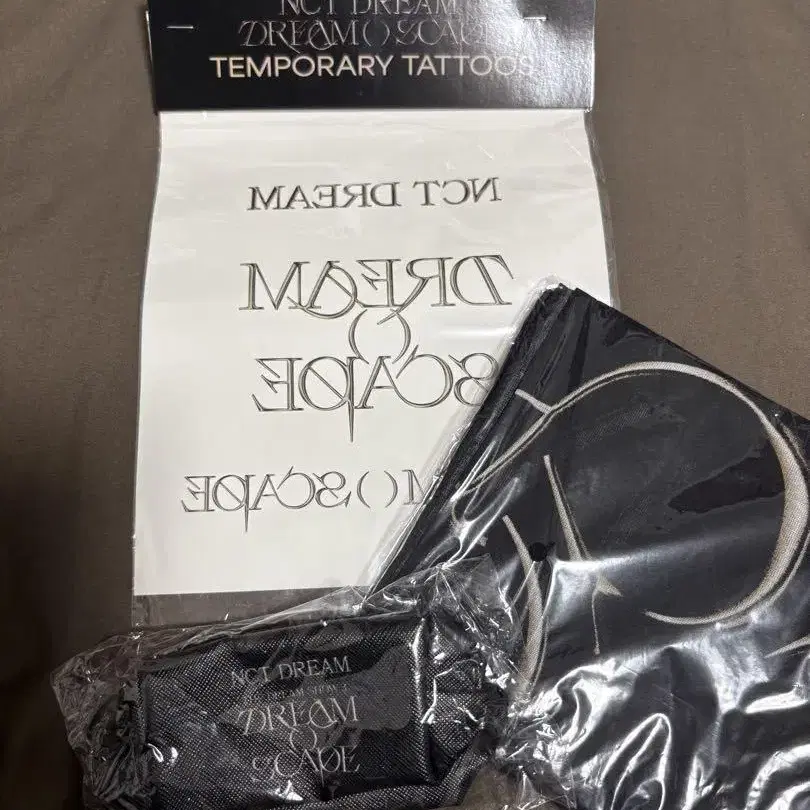 NCT DREAM
DREAM ( ) SCAPE
TEMPORARY TATTOOS
NCT DREAM
DREAM
( )
SCAPE
M ( ) SCAPE
NCT DREAM
DREAM
( )
SCAPE